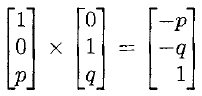 [1 0 p] × [0 1 q] = [-p -q 1]